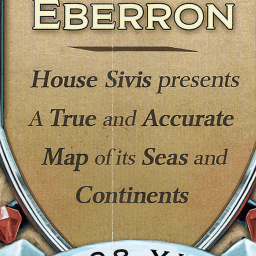 EBERRON
House Sivis presents
A True and Accurate
Map of its Seas and
Continents